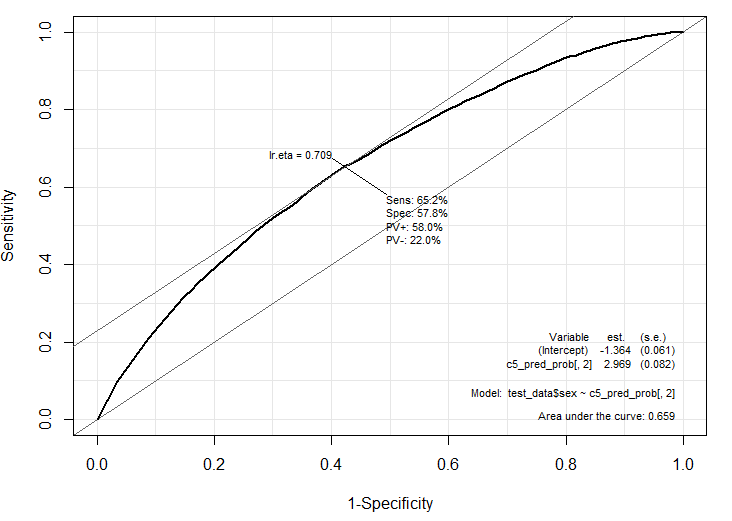 1.0
0.8
0.6
0.4
0.2
0.0
Sensitivity
lr.eta = 0.709
Sens: 65.2%
Spec: 57.8%
PV+: 58.0%
PV-: 22.0%
Variable est. (s.e.)
(Intercept) -1.364 (0.061)
c5_pred_prob[, 2] 2.969 (0.082)
Model: test_data$sex ~ c5_pred_prob[, 2]
Area under the curve: 0.659
0.0 0.2 0.4 0.6 0.8 1.0
1-Specificity